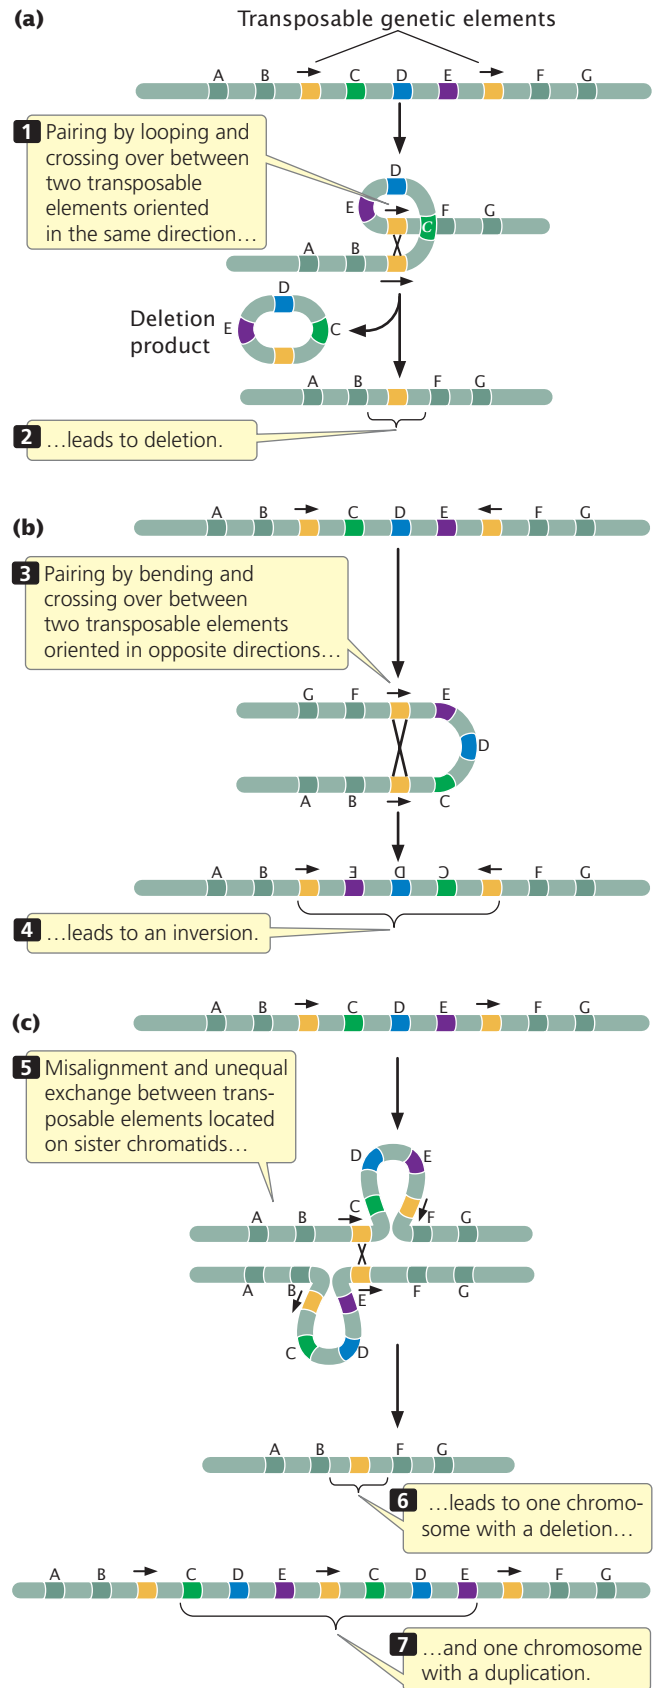 (a)
Transposable genetic elements
A B C D E F G
1 Pairing by looping and
crossing over between
two transposable
elements oriented
in the same direction…
D
E
C
F G
A B
Deletion
product
D
E C
A B F G
2 …leads to deletion.
(b)
A B C D E F G
3 Pairing by bending and
crossing over between
two transposable elements
oriented in opposite directions…
G F E
D
A B C
A B E D C F G
4 …leads to an inversion.
(c)
A B C D E F G
5 Misalignment and unequal
exchange between trans-
posable elements located
on sister chromatids…
D E
C
A B F G
A B E F G
C D
A B F G
6 …leads to one chromo-
some with a deletion…
A B C D E C D E F G
7 …and one chromosome
with a duplication.